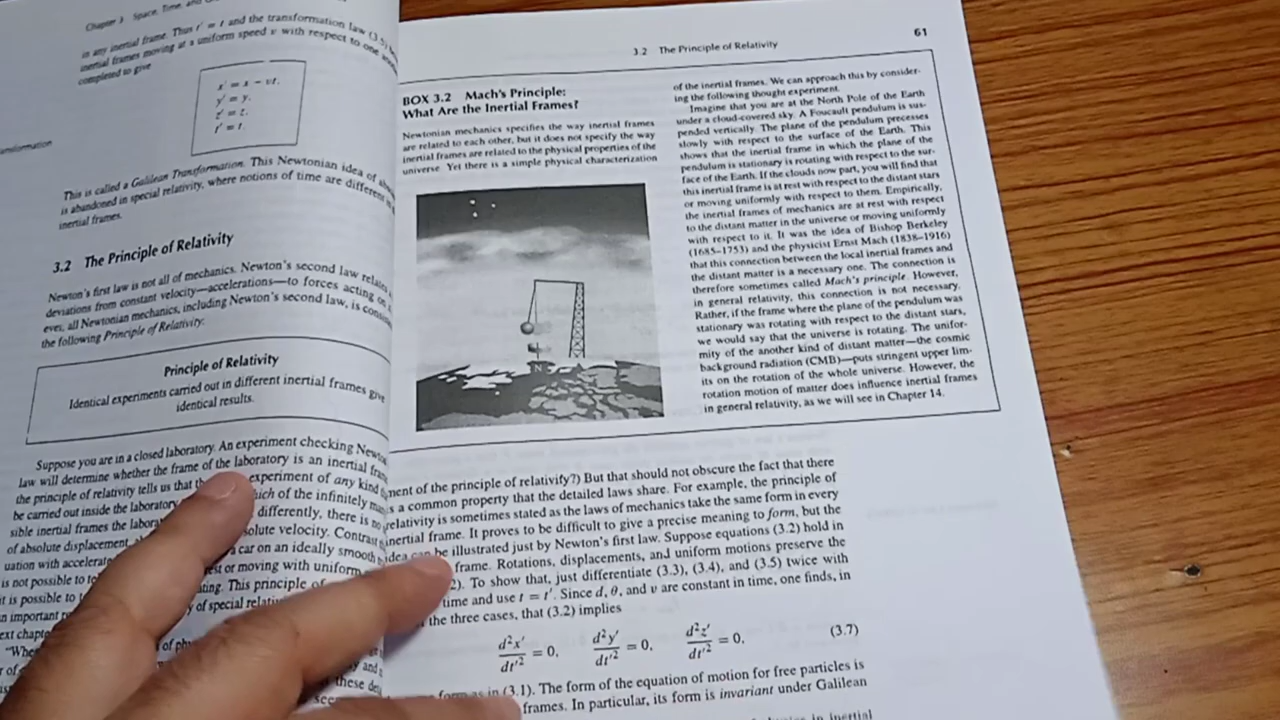 Chapter 3 Space, Time, and
in any inertial frame. Thus t′ = t and the transformation law (3.5)
inertial frames moving at a uniform speed v with respect to one
completed to give
x′ = x − vt,
y′ = y,
z′ = z,
t′ = t.
This is called a Galilean Transformation. This Newtonian idea of
is abandoned in special relativity, where notions of time are different
inertial frames.
3.2 The Principle of Relativity
Newton's first law is not all of mechanics. Newton's second law relates
deviations from constant velocity—accelerations—to forces acting on
ever, all Newtonian mechanics, including Newton's second law, is
the following Principle of Relativity:
Principle of Relativity
Identical experiments carried out in different inertial frames give
identical results.
Suppose you are in a closed laboratory. An experiment checking
law will determine whether the frame of the laboratory is an inertial
the principle of relativity tells us that experiment of any kind
be carried out inside the laboratory of the infinitely
sible inertial frames the differently, there is no
of absolute displacement absolute velocity. Contrast
uation with a car on an ideally smooth
is not possible to rest or moving with uniform
it is possible to This principle of
an important of special
"Whe of
these
3.2 The Principle of Relativity
61
BOX 3.2 Mach's Principle:
What Are the Inertial Frames?
Newtonian mechanics specifies the way inertial frames
are related to each other, but it does not specify the way
inertial frames are related to the physical properties of the
universe. Yet there is a simple physical characterization
N
of the inertial frames. We can approach this by consider-
ing the following thought experiment.
Imagine that you are at the North Pole of the Earth
under a cloud-covered sky. A Foucault pendulum is sus-
pended vertically. The plane of the pendulum precesses
slowly with respect to the surface of the Earth. This
shows that the inertial frame in which the plane of the
pendulum is stationary is rotating with respect to the sur-
face of the Earth. If the clouds now part, you will find that
this inertial frame is at rest with respect to the distant stars
or moving uniformly with respect to them. Empirically,
the inertial frames of mechanics are at rest with respect
to the distant matter in the universe or moving uniformly
with respect to it. It was the idea of Bishop Berkeley
(1685–1753) and the physicist Ernst Mach (1838–1916)
that this connection between the local inertial frames and
the distant matter is a necessary one. The connection is
therefore sometimes called Mach's principle. However,
in general relativity, this connection is not necessary.
Rather, if the frame where the plane of the pendulum was
stationary was rotating with respect to the distant stars,
we would say that the universe is rotating. The unifor-
mity of the another kind of distant matter—the cosmic
background radiation (CMB)—puts stringent upper lim-
its on the rotation of the whole universe. However, the
rotation motion of matter does influence inertial frames
in general relativity, as we will see in Chapter 14.
ment of the principle of relativity?) But that should not obscure the fact that there
s a common property that the detailed laws share. For example, the principle of
relativity is sometimes stated as the laws of mechanics take the same form in every
inertial frame. It proves to be difficult to give a precise meaning to form, but the
idea can be illustrated just by Newton's first law. Suppose equations (3.2) hold in
frame. Rotations, displacements, and uniform motions preserve the
2). To show that, just differentiate (3.3), (3.4), and (3.5) twice with
time and use t = t′. Since d, θ, and v are constant in time, one finds, in
the three cases, that (3.2) implies
d²x′/dt′² = 0, d²y′/dt′² = 0, d²z′/dt′² = 0, (3.7)
form as in (3.1). The form of the equation of motion for free particles is
frames. In particular, its form is invariant under Galilean
in inertial